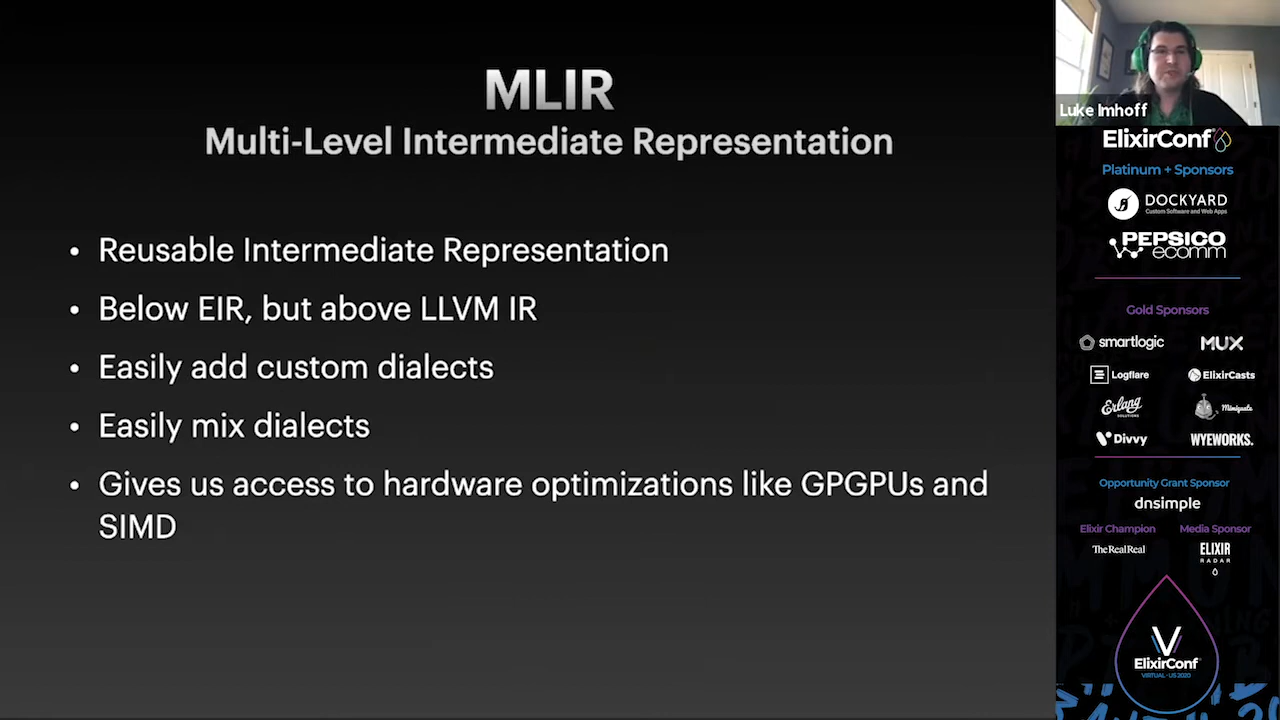 MLIR
Multi-Level Intermediate Representation
• Reusable Intermediate Representation
• Below EIR, but above LLVM IR
• Easily add custom dialects
• Easily mix dialects
• Gives us access to hardware optimizations like GPGPUs and
SIMD
Luke Imhoff
ElixirConf
Platinum + Sponsors
DOCKYARD
Custom Software and Web Apps
PEPSICO
ecomm
Gold Sponsors
smartlogic
MUX
Logflare
ElixirCasts
Erlang
SOLUTIONS
Divvy
WYEWORKS.
Opportunity Grant Sponsor
dnsimple
Elixir Champion
Media Sponsor
TheRealReal
ELIXIR
RADAR
ElixirConf
VIRTUAL · US 2020